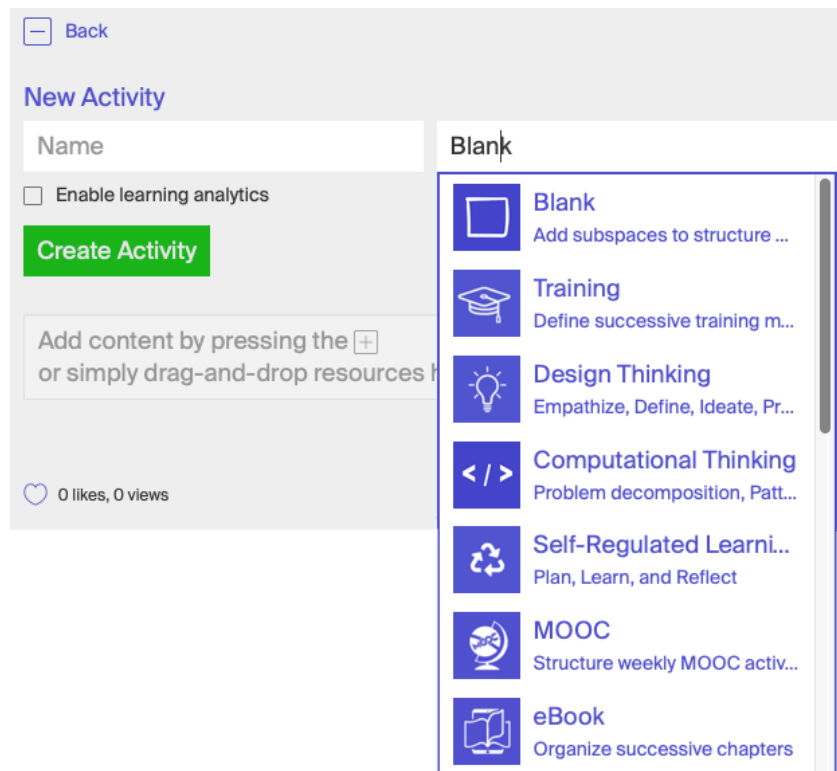 Back
New Activity
Name
Blank
Enable learning analytics
Create Activity
Add content by pressing the
or simply drag-and-drop resources
0 likes, 0 views
Blank
Add subspaces to structure ...
Training
Define successive training m...
Design Thinking
Empathize, Define, Ideate, Pr...
</>
Computational Thinking
Problem decomposition, Patt...
Self-Regulated Learni...
Plan, Learn, and Reflect
MOOC
MOOC
Structure weekly MOOC activ...
eBook
Organize successive chapters